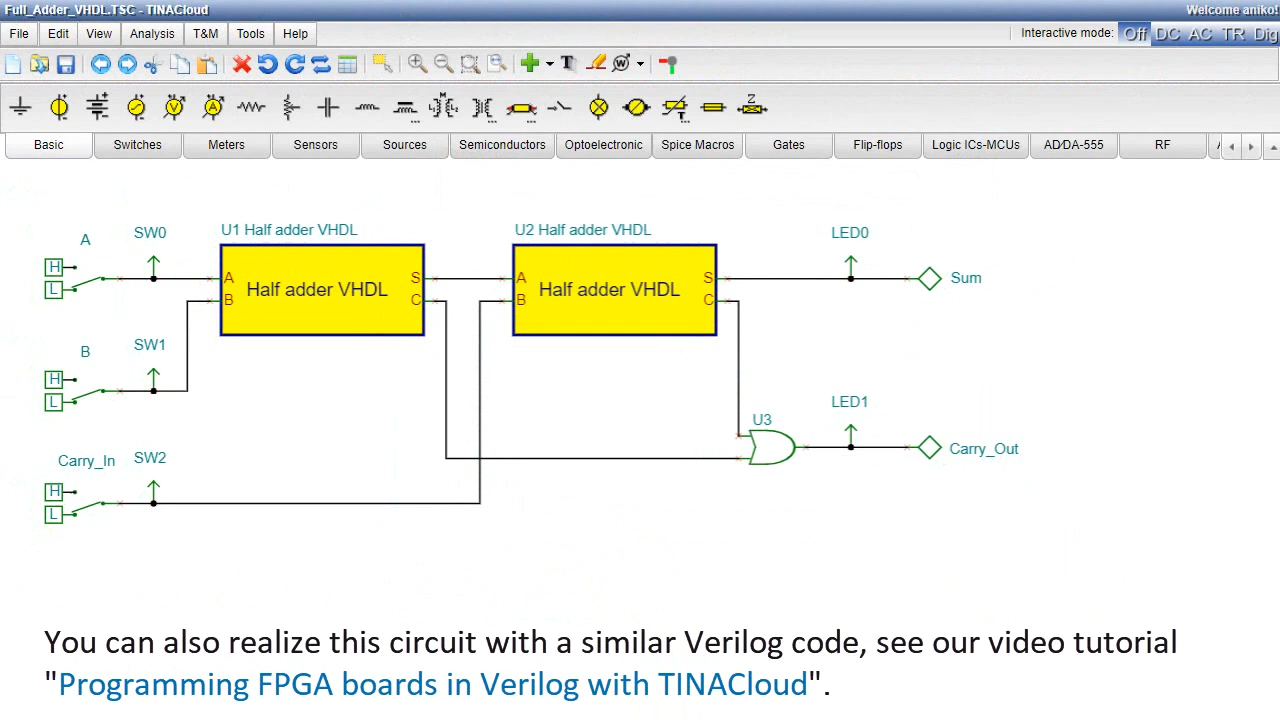 Full_Adder_VHDL.TSC - TINACloud
Welcome aniko!
File Edit View Analysis T&M Tools Help
Interactive mode: Off DC AC TR Dig
Basic Switches Meters Sensors Sources Semiconductors Optoelectronic Spice Macros Gates Flip-flops Logic ICs-MCUs AD/DA-555 RF
A
SW0
U1 Half adder VHDL
U2 Half adder VHDL
LED0
H
L
A
B
Half adder VHDL
S
C
A
B
Half adder VHDL
S
C
Sum
B
SW1
H
L
LED1
U3
Carry_Out
Carry_In
SW2
H
L
You can also realize this circuit with a similar Verilog code, see our video tutorial
"Programming FPGA boards in Verilog with TINACloud".